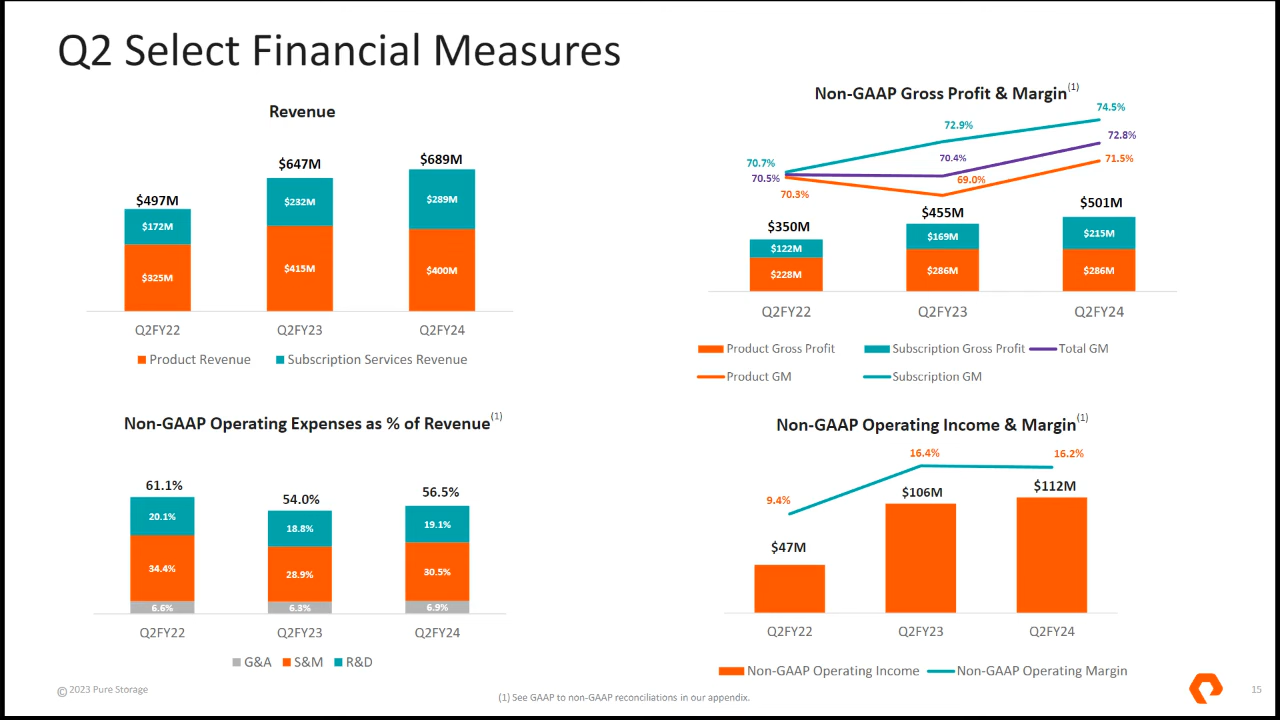 Q2 Select Financial Measures
Revenue
$497M
$647M
$689M
$172M
$232M
$289M
$325M
$415M
$400M
Q2FY22
Q2FY23
Q2FY24
Product Revenue
Subscription Services Revenue
Non-GAAP Gross Profit & Margin(1)
70.7%
72.9%
74.5%
70.5%
70.4%
72.8%
70.3%
69.0%
71.5%
$350M
$455M
$501M
$122M
$169M
$215M
$228M
$286M
$286M
Q2FY22
Q2FY23
Q2FY24
Product Gross Profit
Subscription Gross Profit
Total GM
Product GM
Subscription GM
Non-GAAP Operating Expenses as % of Revenue(1)
61.1%
54.0%
56.5%
20.1%
18.8%
19.1%
34.4%
28.9%
30.5%
6.6%
6.3%
6.9%
Q2FY22
Q2FY23
Q2FY24
G&A
S&M
R&D
Non-GAAP Operating Income & Margin(1)
9.4%
16.4%
16.2%
$47M
$106M
$112M
Q2FY22
Q2FY23
Q2FY24
Non-GAAP Operating Income
Non-GAAP Operating Margin
© 2023 Pure Storage
(1) See GAAP to non-GAAP reconciliations in our appendix.
15